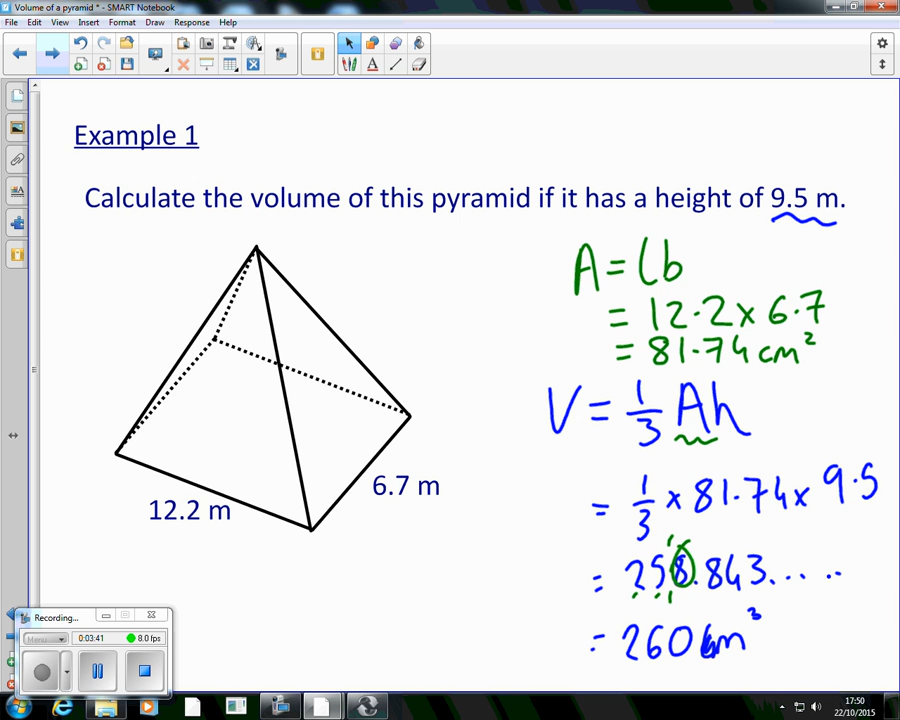 Volume of a pyramid * - SMART Notebook
File Edit View Insert Format Draw Response Help
Example 1
Calculate the volume of this pyramid if it has a height of 9.5 m.
A = lb
= 12.2 x 6.7
= 81.74 cm²
V = 1/3 Ah
= 1/3 x 81.74 x 9.5
= 258.843.....
= 260 m³
12.2 m
6.7 m
Recording...
Menu
0:03:41
8.0 fps
17:50
22/10/2015